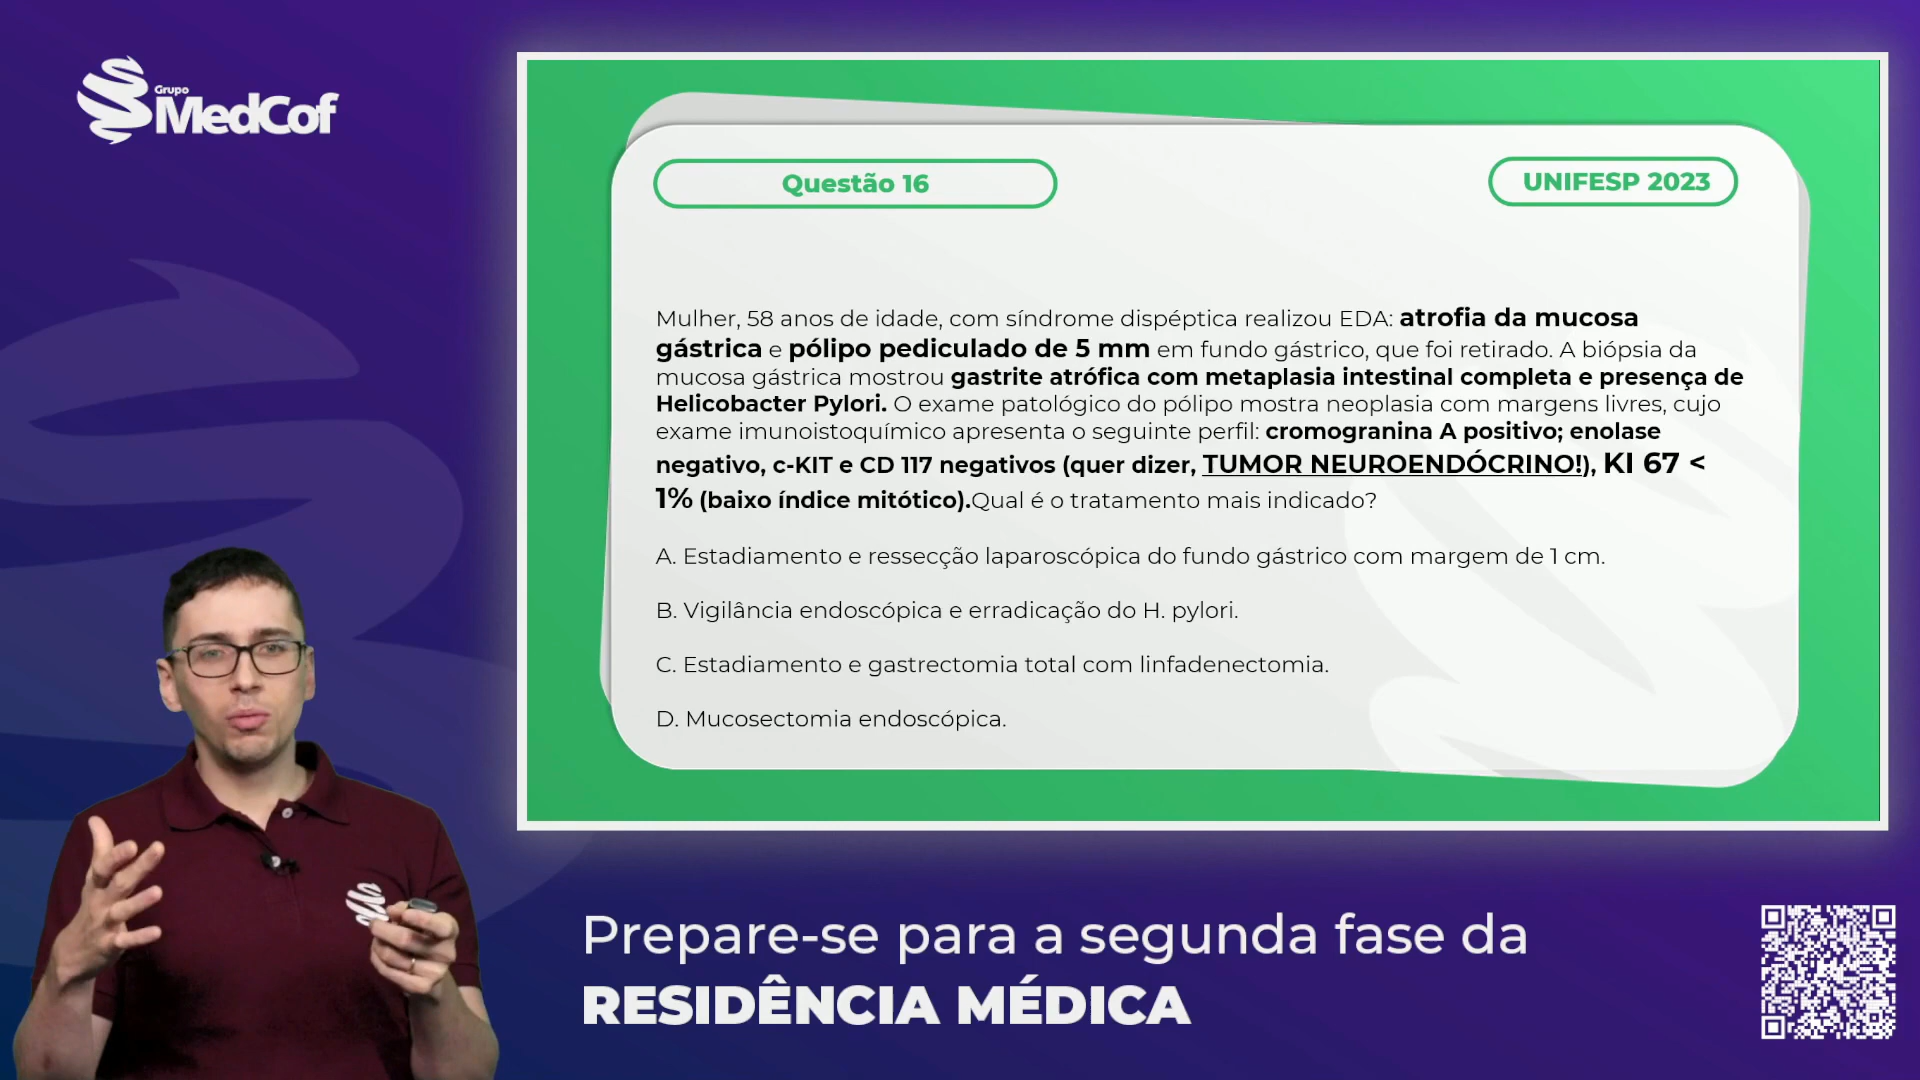 Grupo
MedCof
Questão 16
UNIFESP 2023
Mulher, 58 anos de idade, com síndrome dispéptica realizou EDA: atrofia da mucosa
gástrica e pólipo pediculado de 5 mm em fundo gástrico, que foi retirado. A biópsia da
mucosa gástrica mostrou gastrite atrófica com metaplasia intestinal completa e presença de
Helicobacter Pylori. O exame patológico do pólipo mostra neoplasia com margens livres, cujo
exame imunoistoquímico apresenta o seguinte perfil: cromogranina A positivo; enolase
negativo, c-KIT e CD 117 negativos (quer dizer, TUMOR NEUROENDÓCRINO!), KI 67 <
1% (baixo índice mitótico).Qual é o tratamento mais indicado?
A. Estadiamento e ressecção laparoscópica do fundo gástrico com margem de 1 cm.
B. Vigilância endoscópica e erradicação do H. pylori.
C. Estadiamento e gastrectomia total com linfadenectomia.
D. Mucosectomia endoscópica.
Prepare-se para a segunda fase da
RESIDÊNCIA MÉDICA